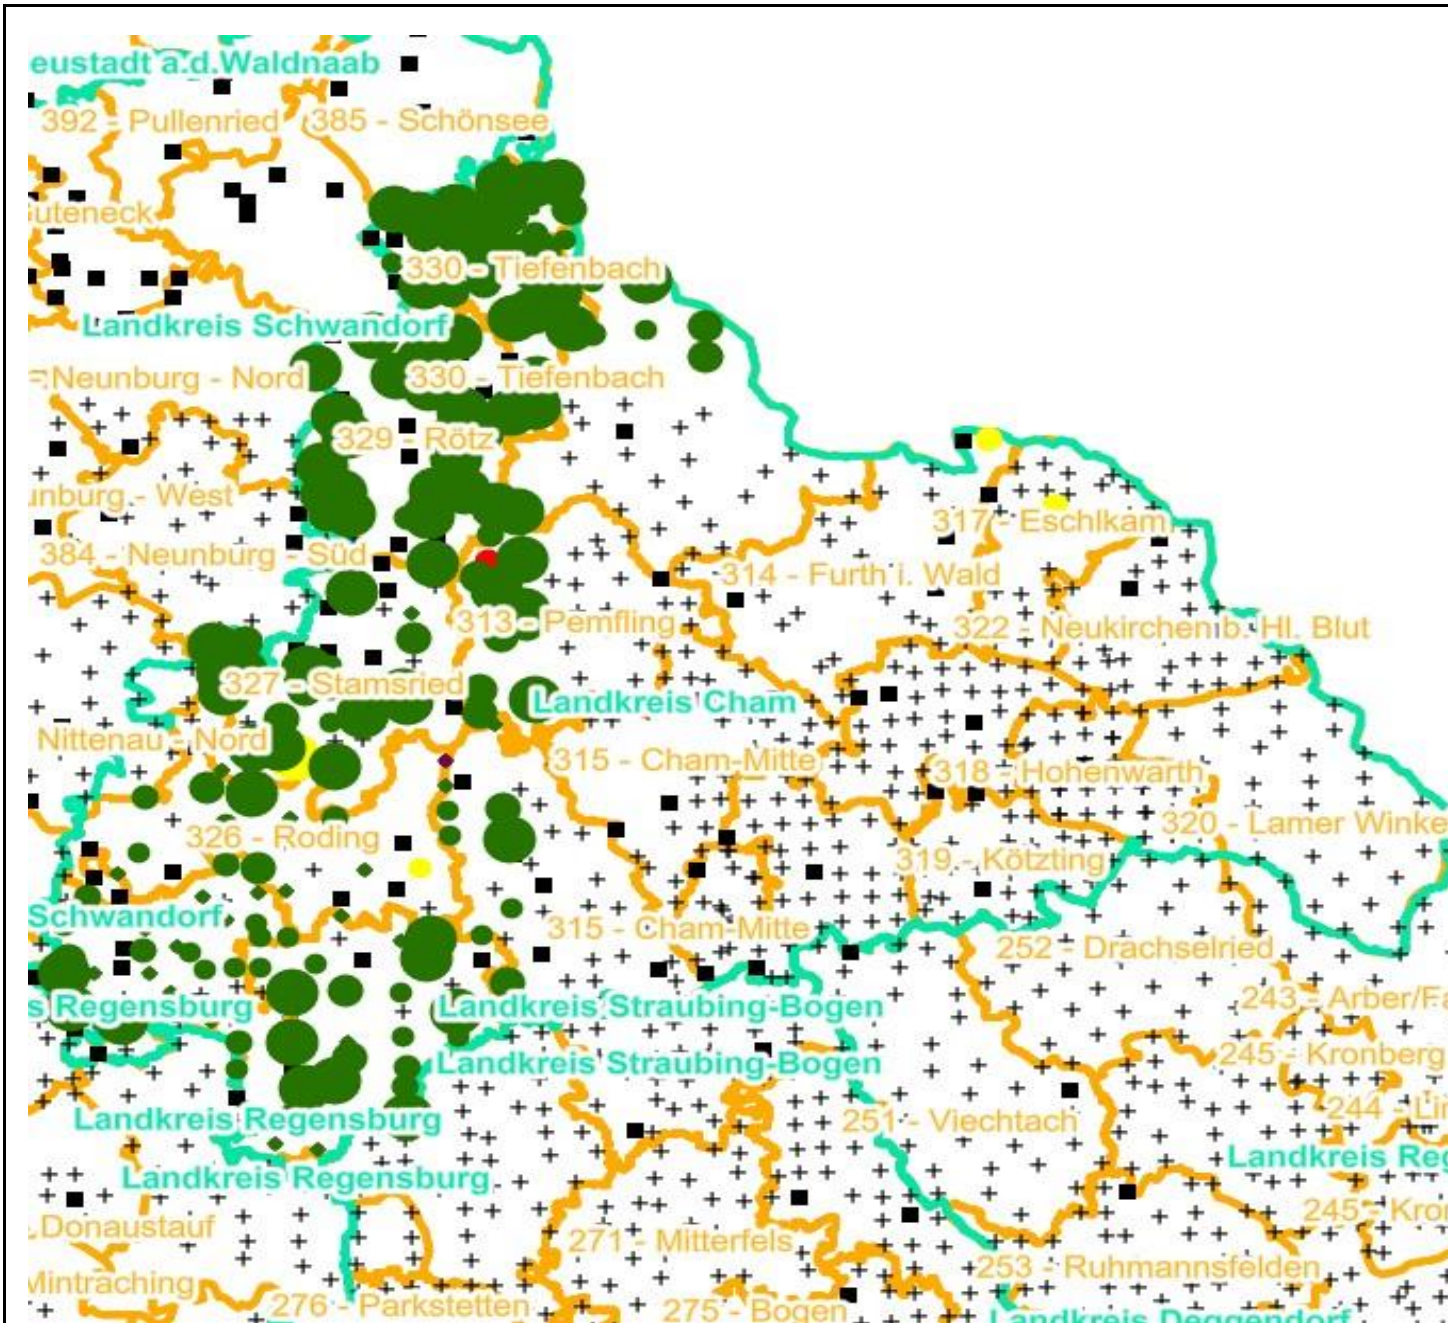 eustadt a.d.Waldnaab
392 - Pullenried
385 - Schönsee
Guteneck
330 - Tiefenbach
Landkreis Schwandorf
Neunburg - Nord
330 - Tiefenbach
329 - Rötz
unburg - West
317 - Eschlkam
384 - Neunburg - Süd
314 - Furth i. Wald
313 - Pemfling
322 - Neukirchen b. Hl. Blut
327 - Stamsried
Landkreis Cham
Nittenau - Nord
315 - Cham-Mitte
318 - Hohenwarth
320 - Lamer Winke
326 - Roding
319 - Kötzting
Schwandorf
315 - Cham-Mitte
252 - Drachselried
243 - Arber/Fa
s Regensburg
Landkreis Straubing-Bogen
245 - Kronberg
Landkreis Straubing-Bogen
244 - Li
Landkreis Regensburg
251 - Viechtach
Landkreis Reg
Landkreis Regensburg
245 - Kron
Donaustauf
271 - Mitterfels
253 - Ruhmannsfelden
Mintraching
276 - Parkstetten
275 - Bogen
Landkreis Deggendorf